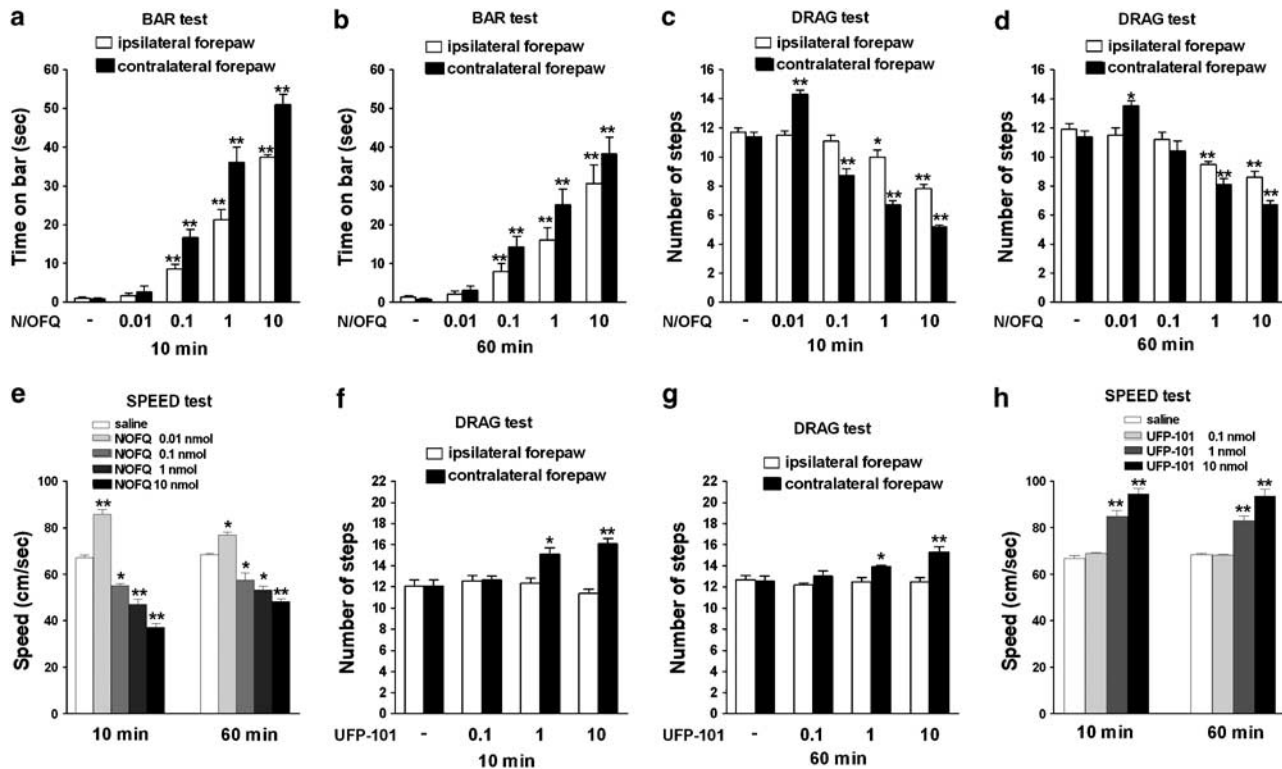 a
BAR test
ipsilateral forepaw
contralateral forepaw
Time on bar (sec)
60
50
40
30
20
10
0
** ** ** ** ** **
N/OFQ - 0.01 0.1 1 10
10 min
b
BAR test
ipsilateral forepaw
contralateral forepaw
Time on bar (sec)
60
50
40
30
20
10
0
** ** ** ** ** **
N/OFQ - 0.01 0.1 1 10
60 min
c
DRAG test
ipsilateral forepaw
contralateral forepaw
Number of steps
16
14
12
10
8
6
4
2
0
** ** * ** ** **
N/OFQ - 0.01 0.1 1 10
10 min
d
DRAG test
ipsilateral forepaw
contralateral forepaw
Number of steps
16
14
12
10
8
6
4
2
0
* ** ** ** **
N/OFQ - 0.01 0.1 1 10
60 min
e
SPEED test
saline
N/OFQ 0.01 nmol
N/OFQ 0.1 nmol
N/OFQ 1 nmol
N/OFQ 10 nmol
Speed (cm/sec)
100
80
60
40
20
0
** * ** ** * * * **
10 min 60 min
f
DRAG test
ipsilateral forepaw
contralateral forepaw
Number of steps
22
20
18
16
14
12
10
8
6
4
2
0
* **
UFP-101 - 0.1 1 10
10 min
g
DRAG test
ipsilateral forepaw
contralateral forepaw
Number of steps
22
20
18
16
14
12
10
8
6
4
2
0
* **
UFP-101 - 0.1 1 10
60 min
h
SPEED test
saline
UFP-101 0.1 nmol
UFP-101 1 nmol
UFP-101 10 nmol
Speed (cm/sec)
100
80
60
40
20
0
** ** ** **
10 min 60 min